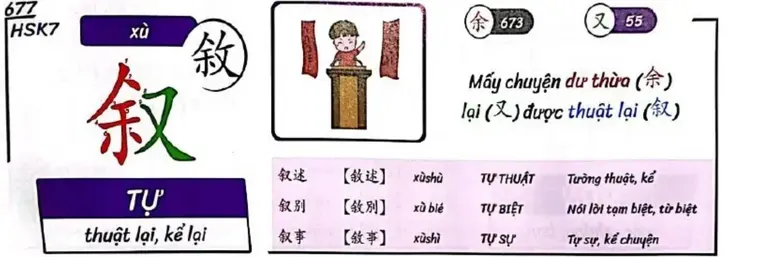 677
HSK7
xù
敘
叙
TỰ
thuật lại, kể lại
余 673
又 55
Mấy chuyện dư thừa (余)
lại (又) được thuật lại (叙)
叙述 【敘述】 xùshù TỰ THUẬT Tường thuật, kể
叙别 【敘別】 xù bié TỰ BIỆT Nói lời tạm biệt, từ biệt
叙事 【敘事】 xùshì TỰ SỰ Tự sự, kể chuyện